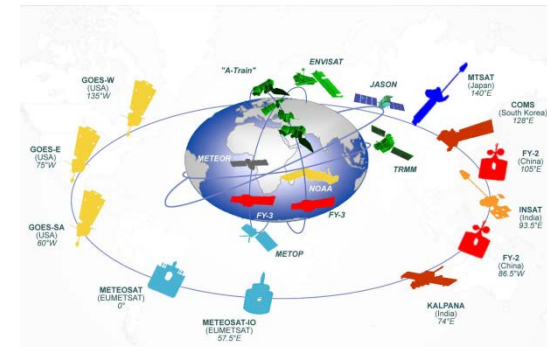 "A-Train"
ENVISAT
JASON
MTSAT
(Japan)
140°E
COMS
(South Korea)
128°E
FY-2
(China)
105°E
INSAT
(India)
93.5°E
FY-2
(China)
86.5°W
KALPANA
(India)
74°E
METEOSAT-IO
(EUMETSAT)
57.5°E
METEOSAT
(EUMETSAT)
0°
GOES-SA
(USA)
60°W
GOES-E
(USA)
75°W
GOES-W
(USA)
135°W
TRMM
METEOR
NOAA
FY-3
FY-3
METOP